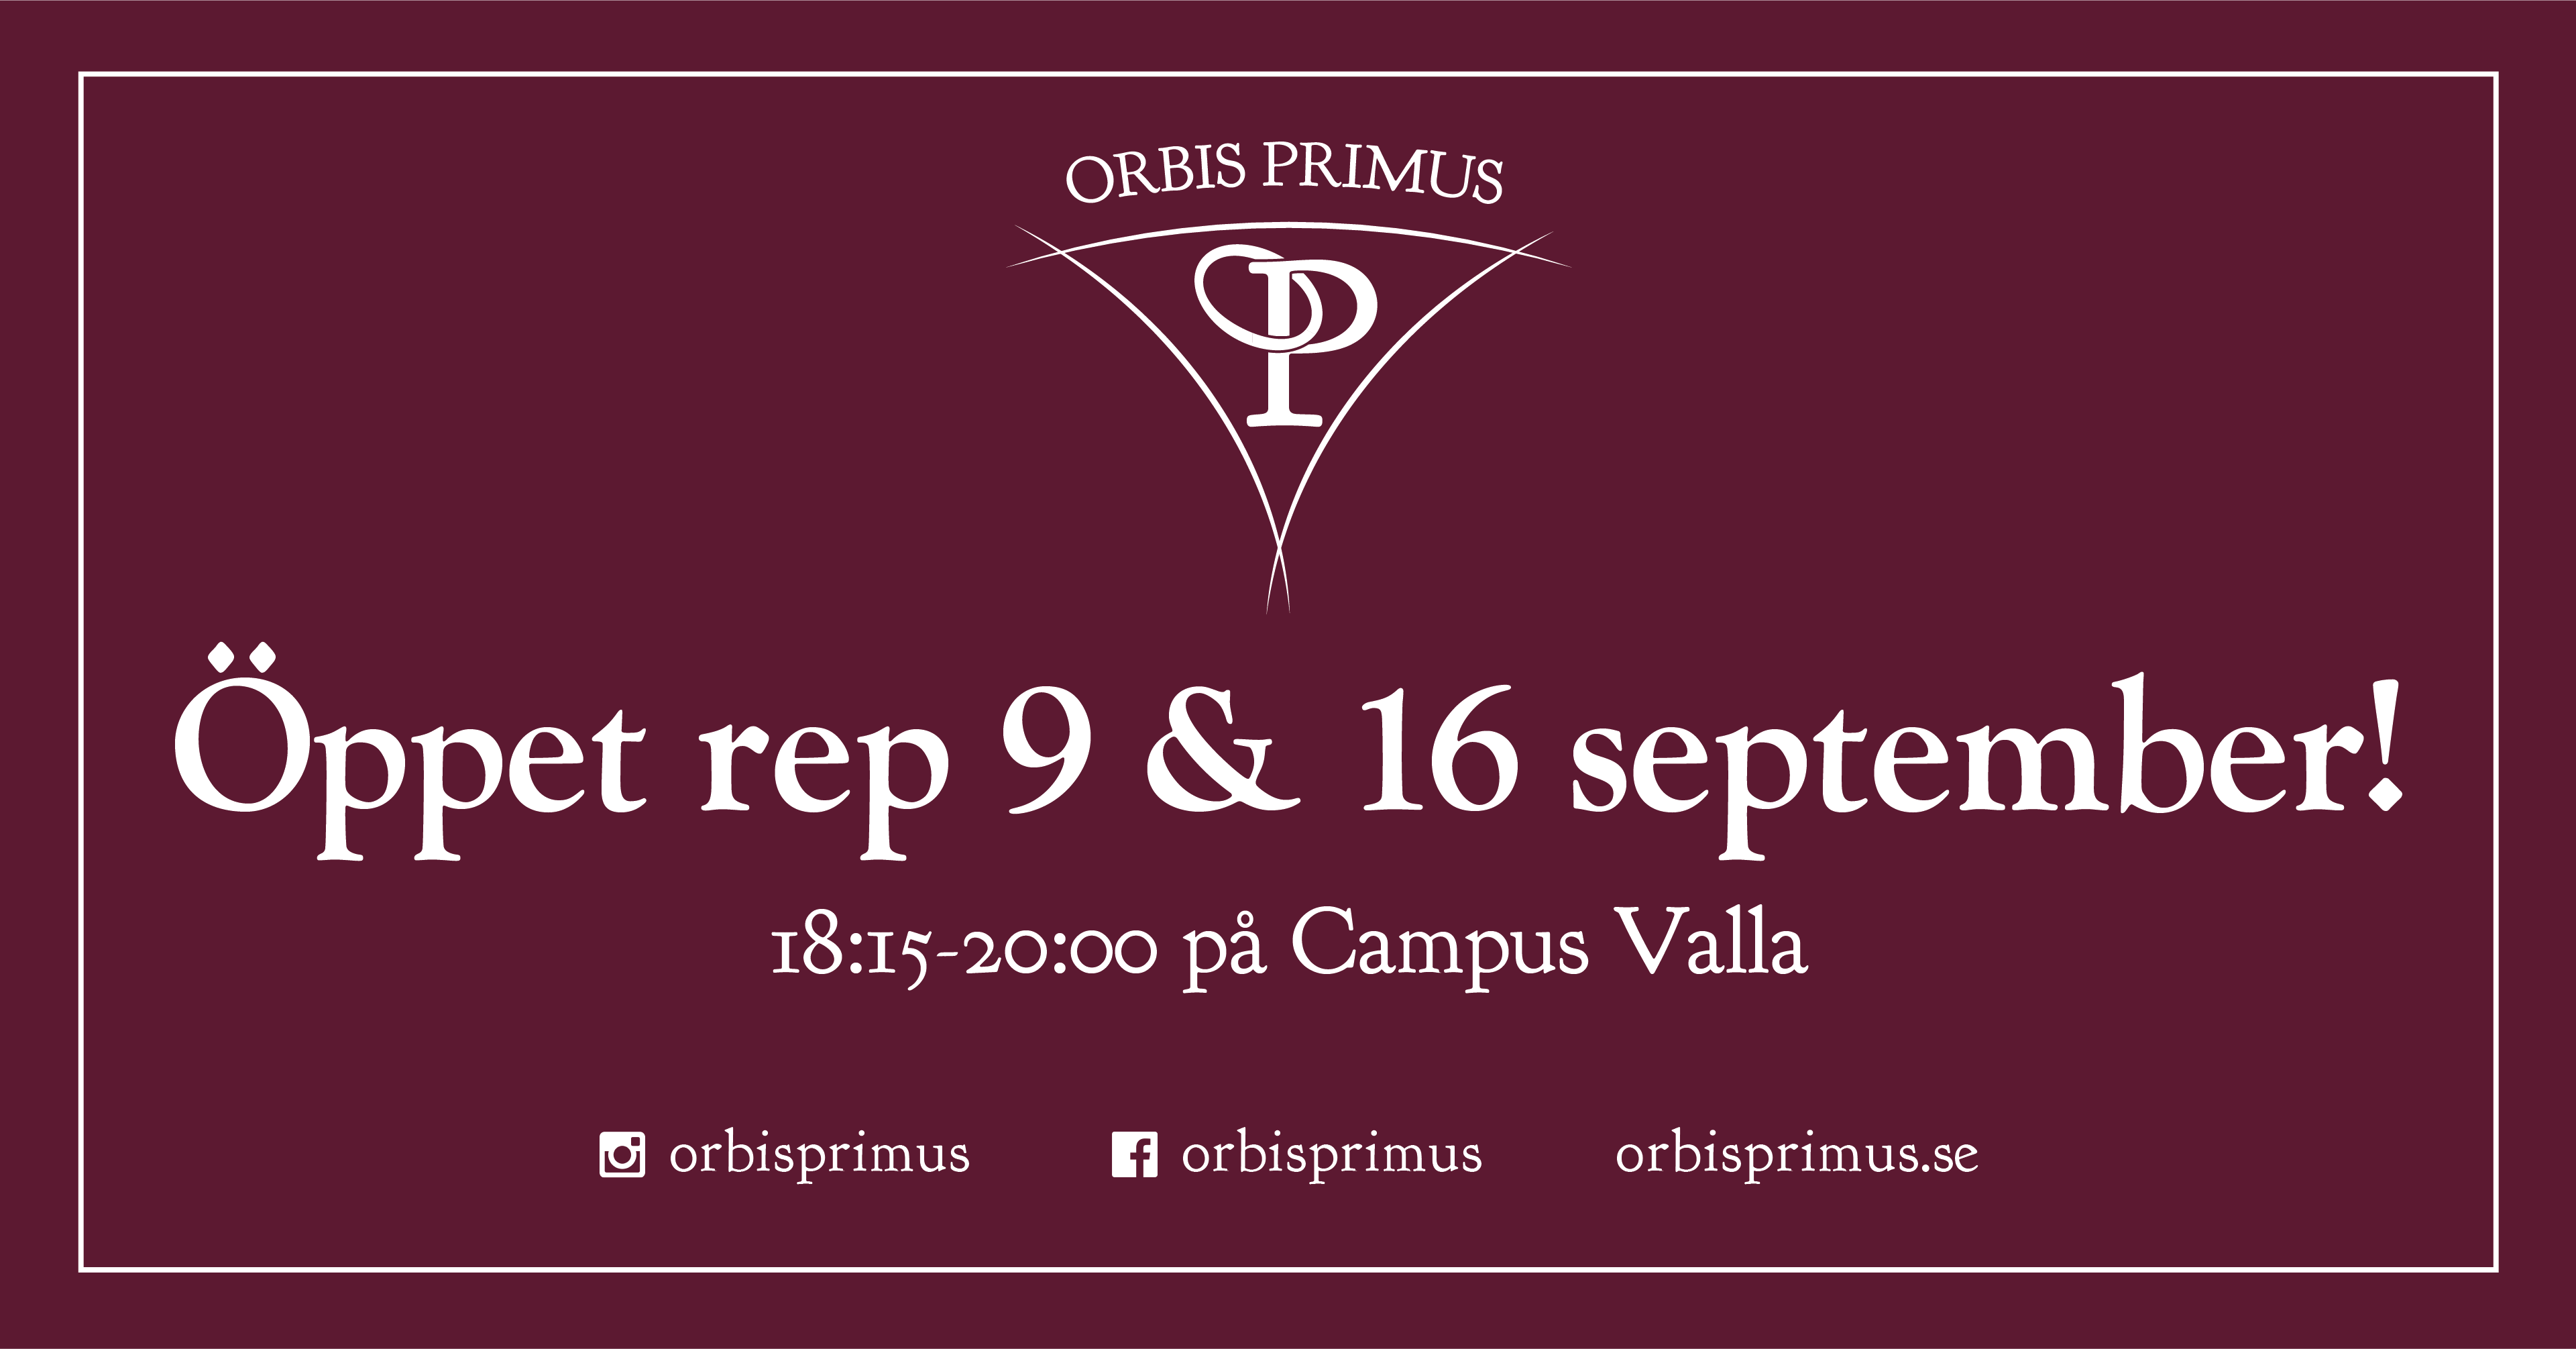 ORBIS PRIMUS
OP
Öppet rep 9 & 16 september!
18:15-20:00 på Campus Valla
orbisprimus orbisprimus orbisprimus.se